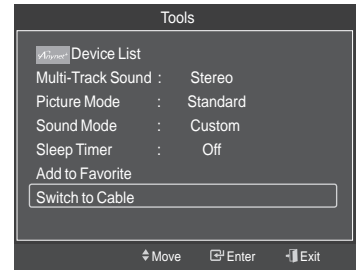 Tools
Anynet+ Device List
Multi-Track Sound : Stereo
Picture Mode : Standard
Sound Mode : Custom
Sleep Timer : Off
Add to Favorite
Switch to Cable
Move Enter Exit